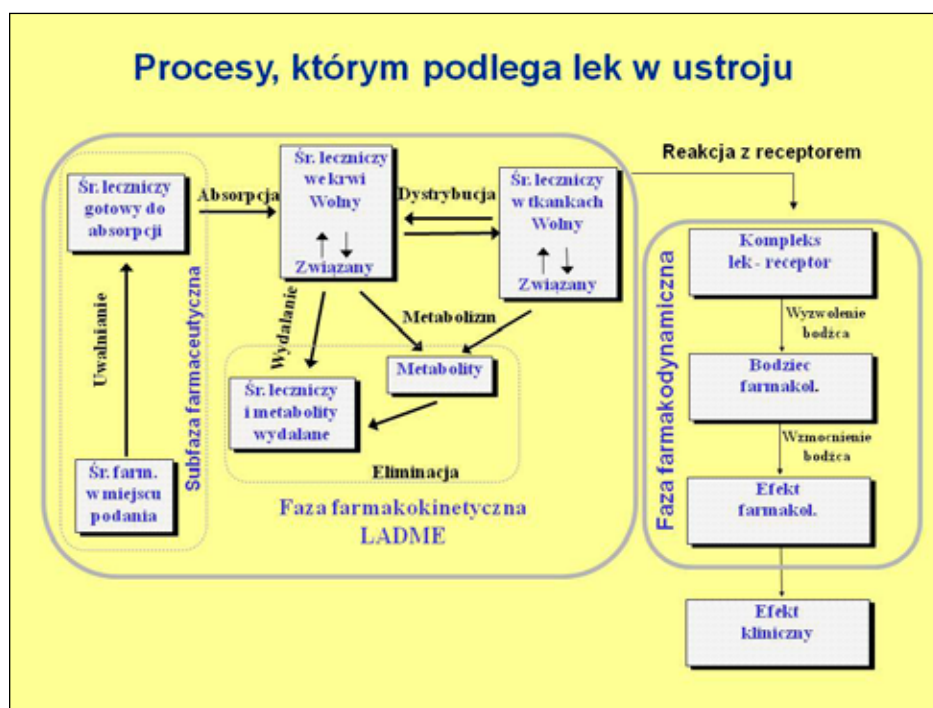 Procesy, którym podlega lek w ustroju
Śr. leczniczy
gotowy do
absorpcji
Absorpcja
Śr. leczniczy
we krwi
Wolny
Związany
Dystrybucja
Śr. leczniczy
w tkankach
Wolny
Związany
Reakcja z receptorem
Uwalnianie
Subfaza farmaceutyczna
Wydalanie
Metabolizm
Metabolity
Śr. leczniczy
i metabolity
wydalane
Eliminacja
Śr. farm.
w miejscu
podania
Faza farmakokinetyczna
LADME
Faza farmakodynamiczna
Kompleks
lek - receptor
Wyzwolenie
bodźca
Bodziec
farmakol.
Wzmocnienie
bodźca
Efekt
farmakol.
Efekt
kliniczny